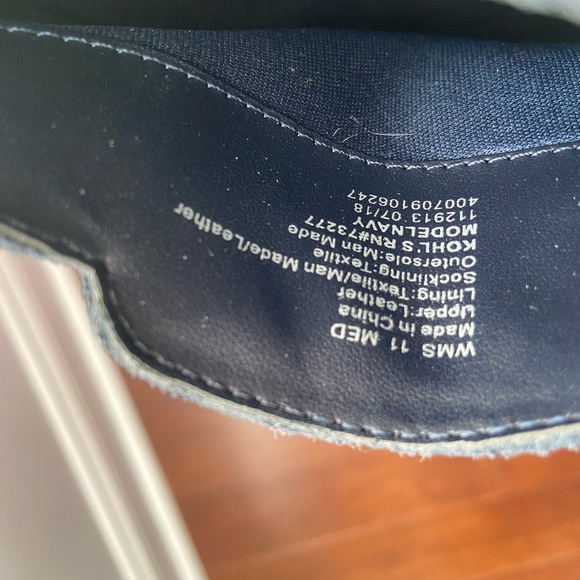 WMS 11 MED
Made in China
Upper:Leather
Lining:Textile/Man Made/Leather
Socklining:Textile
Outersole:Man Made
KOHL'S RN#73277
MODELNAVY
112913 07/18
400709106247